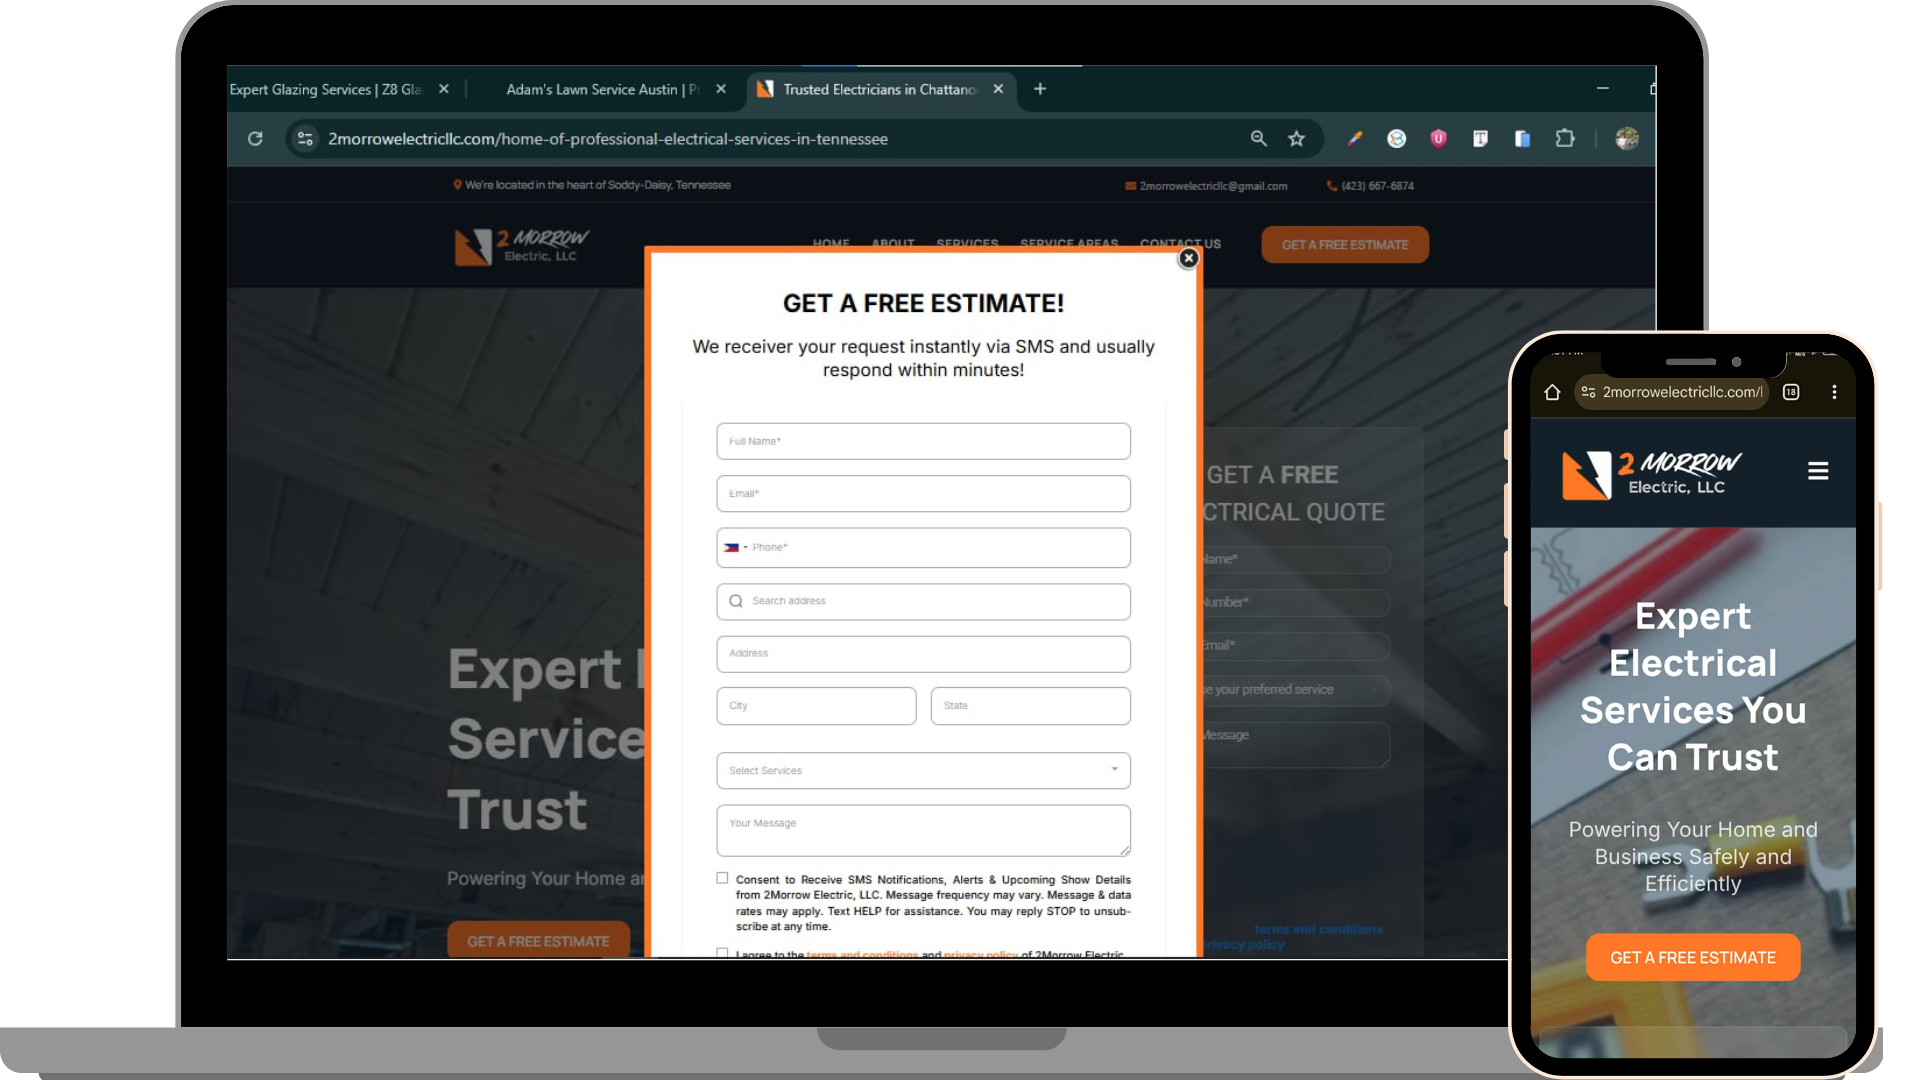 Expert Glazing Services | Z8 Gla
Adam's Lawn Service Austin | Pr
Trusted Electricians in Chattano
2morrowelectricllc.com/home-of-professional-electrical-services-in-tennessee
We're located in the heart of Soddy-Daisy, Tennessee
2morrowelectricllc@gmail.com
(423) 667-6874
2 MORROW
Electric, LLC
HOME
ABOUT
SERVICES
SERVICE AREAS
CONTACT US
GET A FREE ESTIMATE
GET A FREE ESTIMATE!
We receiver your request instantly via SMS and usually
respond within minutes!
Full Name*
Email*
Phone*
Search address
Address
City
State
Select Services
Your Message
Consent to Receive SMS Notifications, Alerts & Upcoming Show Details
from 2Morrow Electric, LLC. Message frequency may vary. Message & data
rates may apply. Text HELP for assistance. You may reply STOP to unsub-
scribe at any time.
I agree to the terms and conditions and privacy policy of 2Morrow Electric
Expert
Service
Trust
Powering Your Home a
GET A FREE ESTIMATE
GET A FREE
CTRICAL QUOTE
Name*
Number*
Email*
se your preferred service
Message
terms and conditions
privacy policy
2morrowelectricllc.com/l
18
2 MORROW
Electric, LLC
Expert
Electrical
Services You
Can Trust
Powering Your Home and
Business Safely and
Efficiently
GET A FREE ESTIMATE